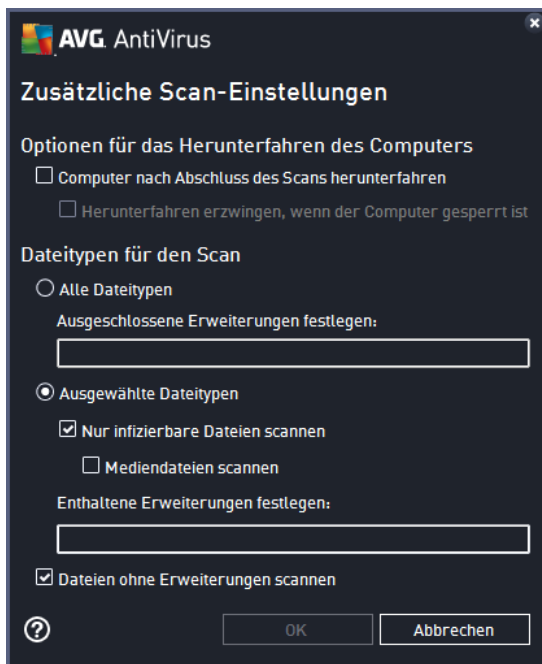 AVG AntiVirus
Zusätzliche Scan-Einstellungen
Optionen für das Herunterfahren des Computers
Computer nach Abschluss des Scans herunterfahren
Herunterfahren erzwingen, wenn der Computer gesperrt ist
Dateitypen für den Scan
Alle Dateitypen
Ausgeschlossene Erweiterungen festlegen:
Ausgewählte Dateitypen
Nur infizierbare Dateien scannen
Mediendateien scannen
Enthaltene Erweiterungen festlegen:
Dateien ohne Erweiterungen scannen
OK
Abbrechen